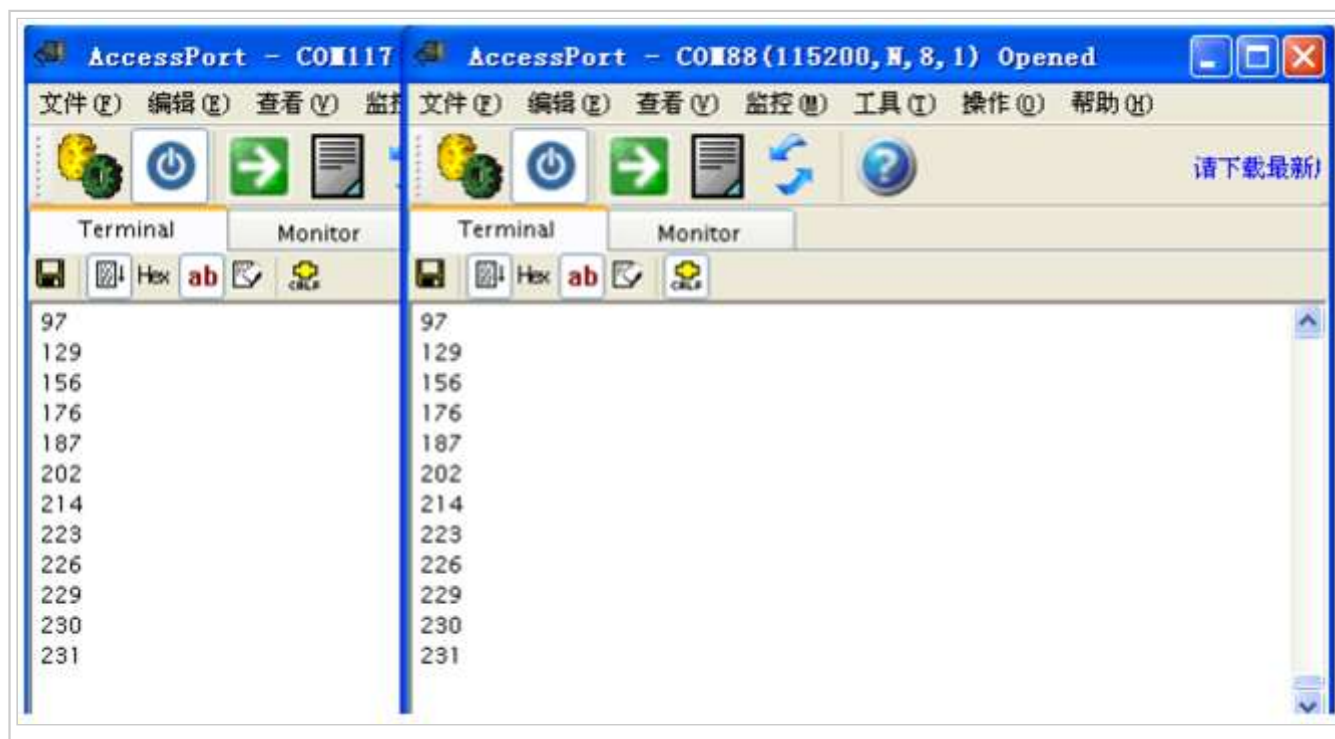 AccessPort - COM117
文件(F) 编辑(E) 查看(V)
Terminal Monitor
Hex ab
97
129
156
176
187
202
214
223
226
229
230
231
AccessPort - COM88(115200,N,8,1) Opened
文件(F) 编辑(E) 查看(V) 监控(M) 工具(T) 操作(O) 帮助(H)
请下载最新
Terminal Monitor
Hex ab
97
129
156
176
187
202
214
223
226
229
230
231